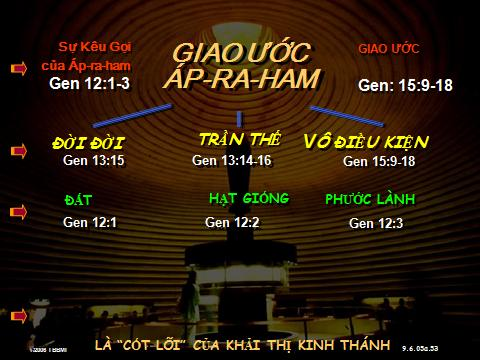 Sự Kêu Gọi
của Áp-ra-ham
Gen 12:1-3
GIAO ƯỚC
ÁP-RA-HAM
GIAO ƯỚC
Gen: 15:9-18
ĐỜI ĐỜI
Gen 13:15
TRẦN THẾ
Gen 13:14-16
VÔ ĐIỀU KIỆN
Gen 15:9-18
ĐẤT
Gen 12:1
HẠT GIỐNG
Gen 12:2
PHƯỚC LÀNH
Gen 12:3
LÀ “CỐT LÕI” CỦA KHẢI THỊ KINH THÁNH
9.6.05a.53